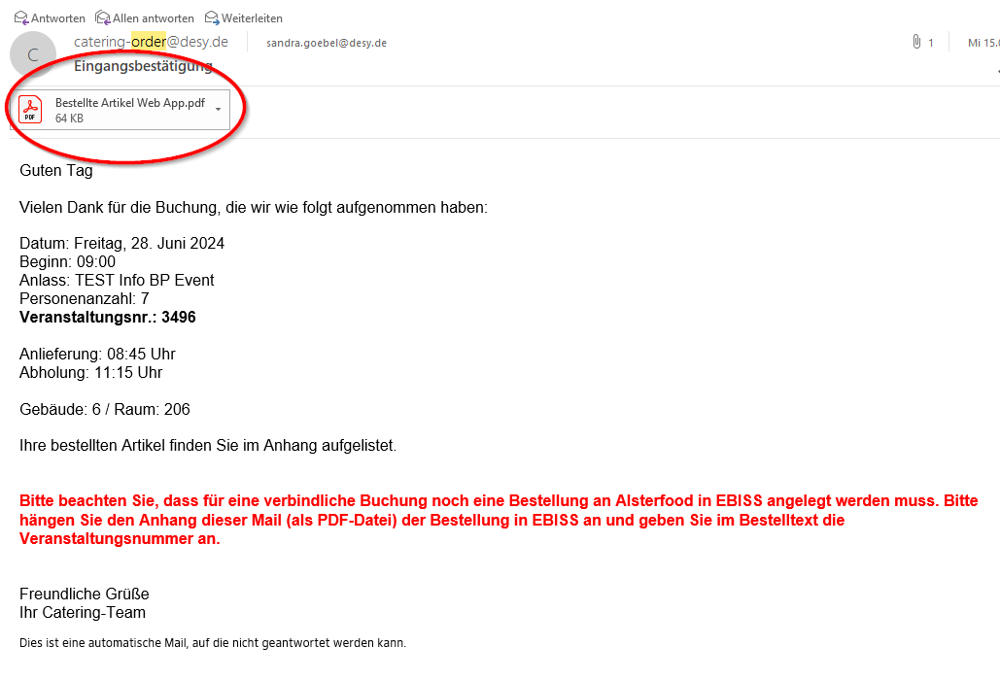 Antworten Allen antworten Weiterleiten
C
catering-order@desy.de sandra.goebel@desy.de 1 Mi 15.
Eingangsbestätigung
PDF
Bestellte Artikel Web App.pdf
64 KB
Guten Tag
Vielen Dank für die Buchung, die wir wie folgt aufgenommen haben:
Datum: Freitag, 28. Juni 2024
Beginn: 09:00
Anlass: TEST Info BP Event
Personenanzahl: 7
Veranstaltungsnr.: 3496
Anlieferung: 08:45 Uhr
Abholung: 11:15 Uhr
Gebäude: 6 / Raum: 206
Ihre bestellten Artikel finden Sie im Anhang aufgelistet.
Bitte beachten Sie, dass für eine verbindliche Buchung noch eine Bestellung an Alsterfood in EBISS angelegt werden muss. Bitte
hängen Sie den Anhang dieser Mail (als PDF-Datei) der Bestellung in EBISS an und geben Sie im Bestelltext die
Veranstaltungsnummer an.
Freundliche Grüße
Ihr Catering-Team
Dies ist eine automatische Mail, auf die nicht geantwortet werden kann.